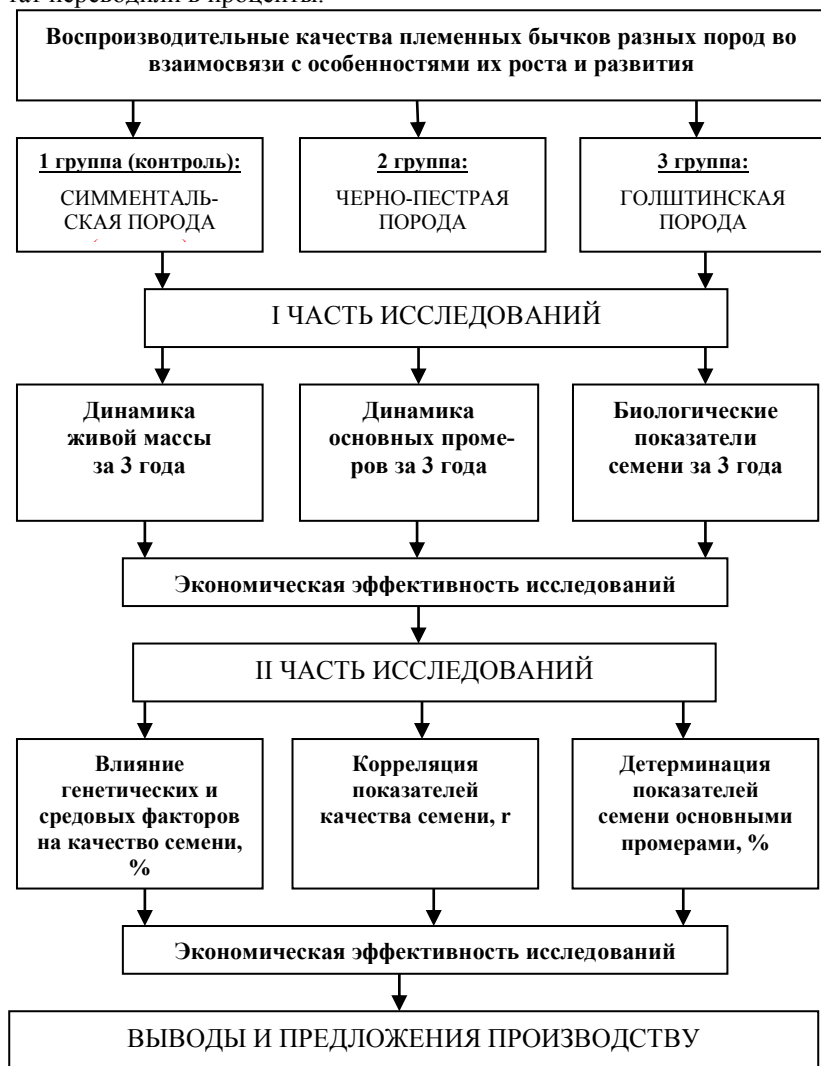 тат переводили в проценты.
Воспроизводительные качества племенных бычков разных пород во
взаимосвязи с особенностями их роста и развития
1 группа (контроль):
СИММЕНТАЛЬ-
СКАЯ ПОРОДА
2 группа:
ЧЕРНО-ПЕСТРАЯ
ПОРОДА
3 группа:
ГОЛШТИНСКАЯ
ПОРОДА
I ЧАСТЬ ИССЛЕДОВАНИЙ
Динамика
живой массы
за 3 года
Динамика
основных проме-
ров за 3 года
Биологические
показатели
семени за 3 года
Экономическая эффективность исследований
II ЧАСТЬ ИССЛЕДОВАНИЙ
Влияние
генетических и
средовых факторов
на качество семени,
%
Корреляция
показателей
качества семени, r
Детерминация
показателей
семени основными
промерами, %
Экономическая эффективность исследований
ВЫВОДЫ И ПРЕДЛОЖЕНИЯ ПРОИЗВОДСТВУ